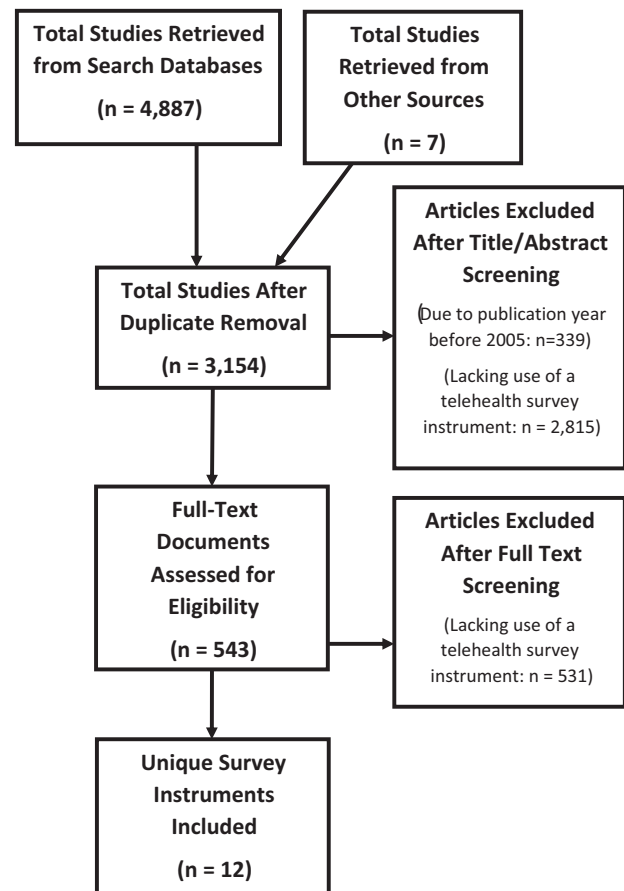 Total Studies Retrieved
from Search Databases
(n = 4,887)
Total Studies
Retrieved from
Other Sources
(n = 7)
Total Studies After
Duplicate Removal
(n = 3,154)
Articles Excluded
After Title/Abstract
Screening
(Due to publication year
before 2005: n=339)
(Lacking use of a
telehealth survey
instrument: n = 2,815)
Full-Text
Documents
Assessed for
Eligibility
(n = 543)
Articles Excluded
After Full Text
Screening
(Lacking use of a
telehealth survey
instrument: n = 531)
Unique Survey
Instruments
Included
(n = 12)